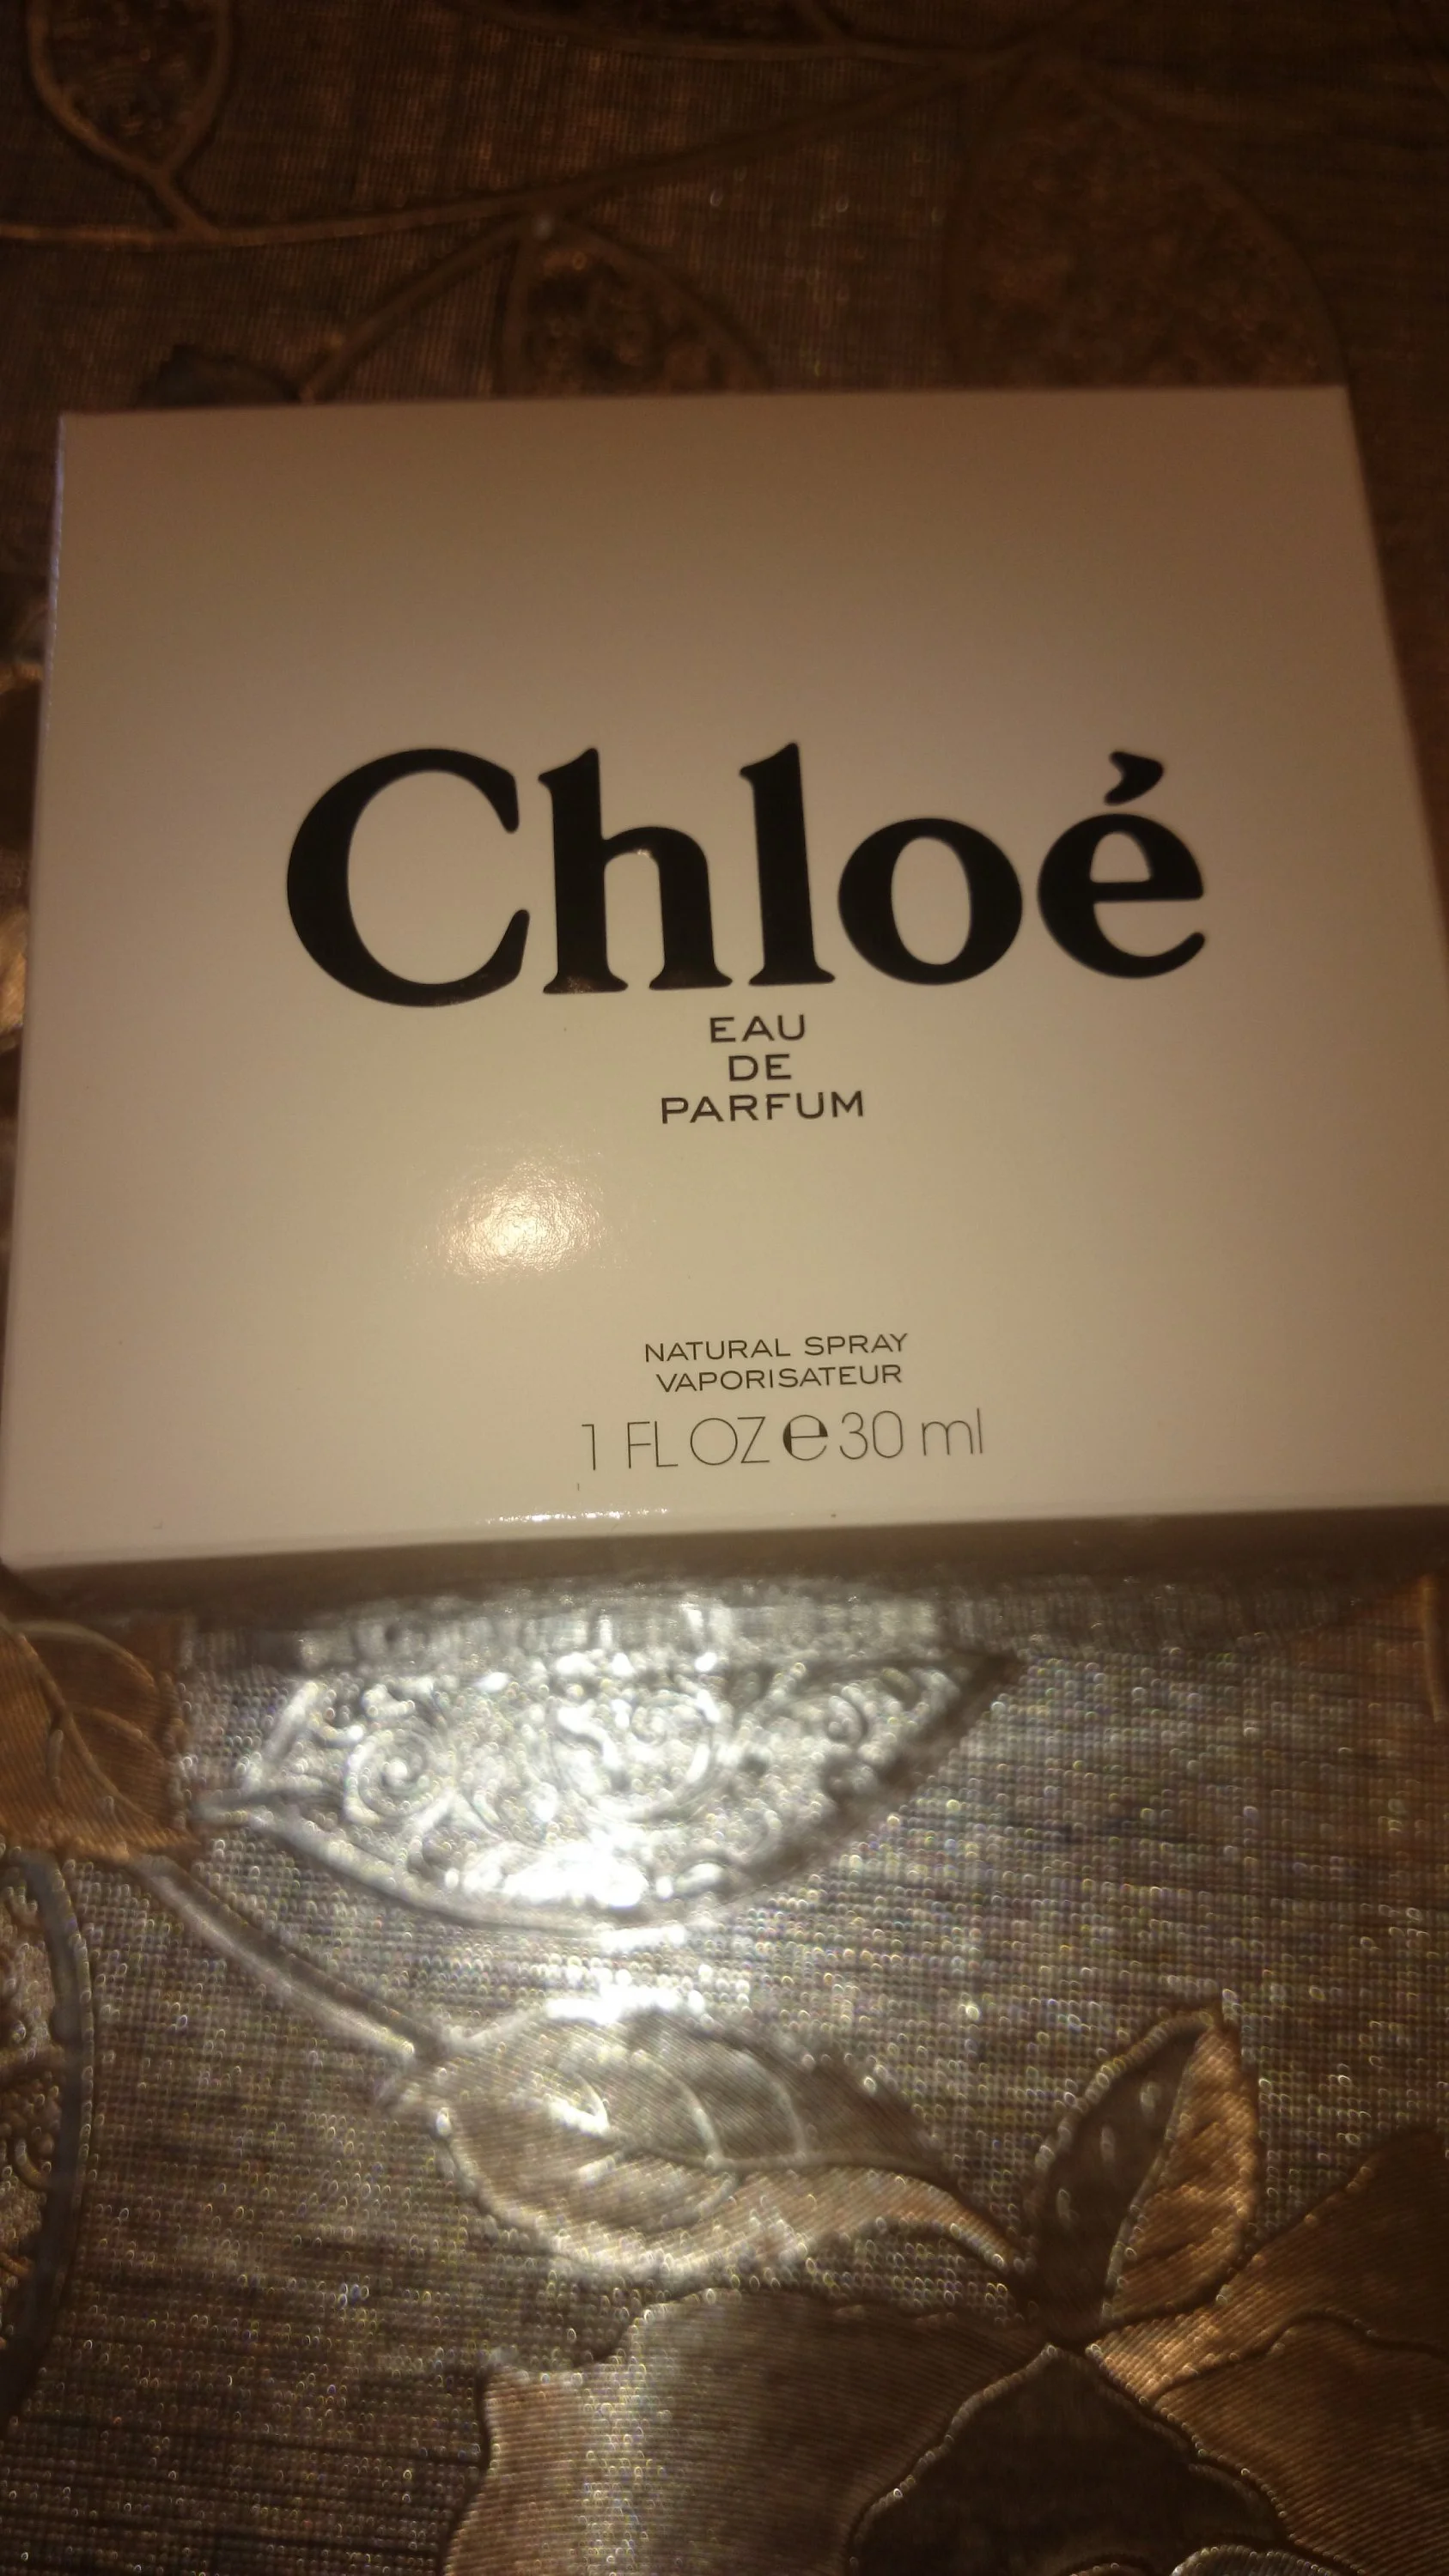 Chloé
EAU
DE
PARFUM
NATURAL SPRAY
VAPORISATEUR
1 FL OZ e 30 ml